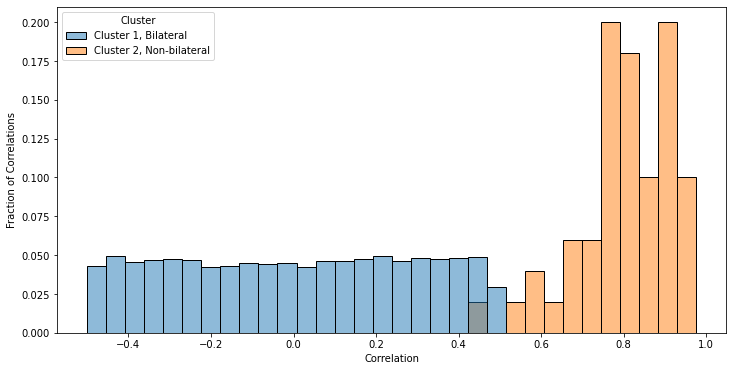 Cluster
Cluster 1, Bilateral
Cluster 2, Non-bilateral
Fraction of Correlations
0.200
0.175
0.150
0.125
0.100
0.075
0.050
0.025
0.000
−0.4 −0.2 0.0 0.2 0.4 0.6 0.8 1.0
Correlation